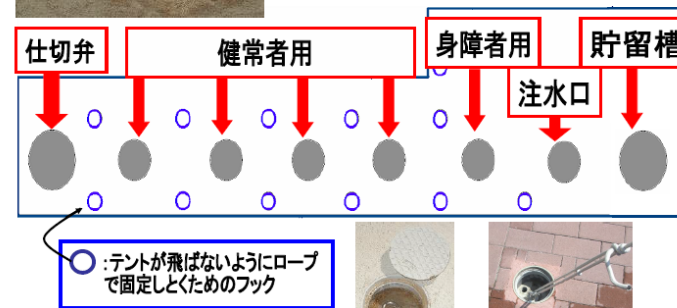 仕切弁
健常者用
身障者用
貯留槽
注水口
:テントが飛ばないようにロープ
で固定しとくためのフック